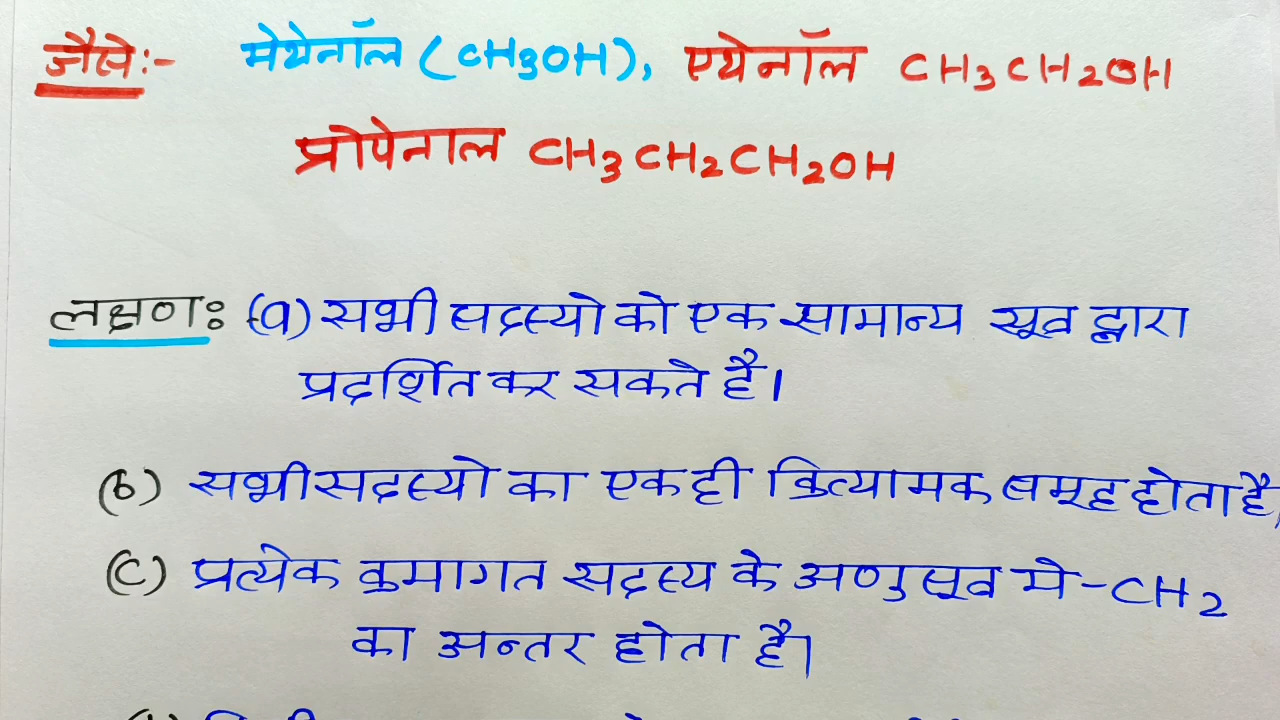 जैसे:- मेथेनॉल (CH3OH), एथेनॉल CH3CH2OH
प्रोपेनाल CH3CH2CH2OH
लक्षण: (a) सभी सदस्यो को एक सामान्य सूत्र द्वारा
प्रदर्शित कर सकते है।
(b) सभी सदस्यो का एक ही क्रित्यामक समूह होता है।
(c) प्रत्येक क्रमागत सदस्य के अणुसूत्र मे -CH2
का अन्तर होता है।